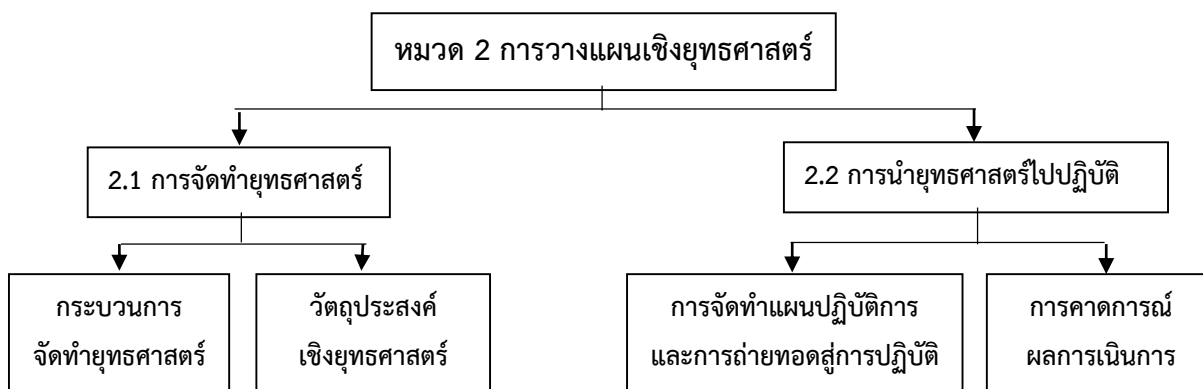 หมวด 2 การวางแผนเชิงยุทธศาสตร์
2.1 การจัดทำยุทธศาสตร์
2.2 การนำยุทธศาสตร์ไปปฏิบัติ
กระบวนการ
จัดทำยุทธศาสตร์
วัตถุประสงค์
เชิงยุทธศาสตร์
การจัดทำแผนปฏิบัติการ
และการถ่ายทอดสู่การปฏิบัติ
การคาดการณ์
ผลการเนินการ